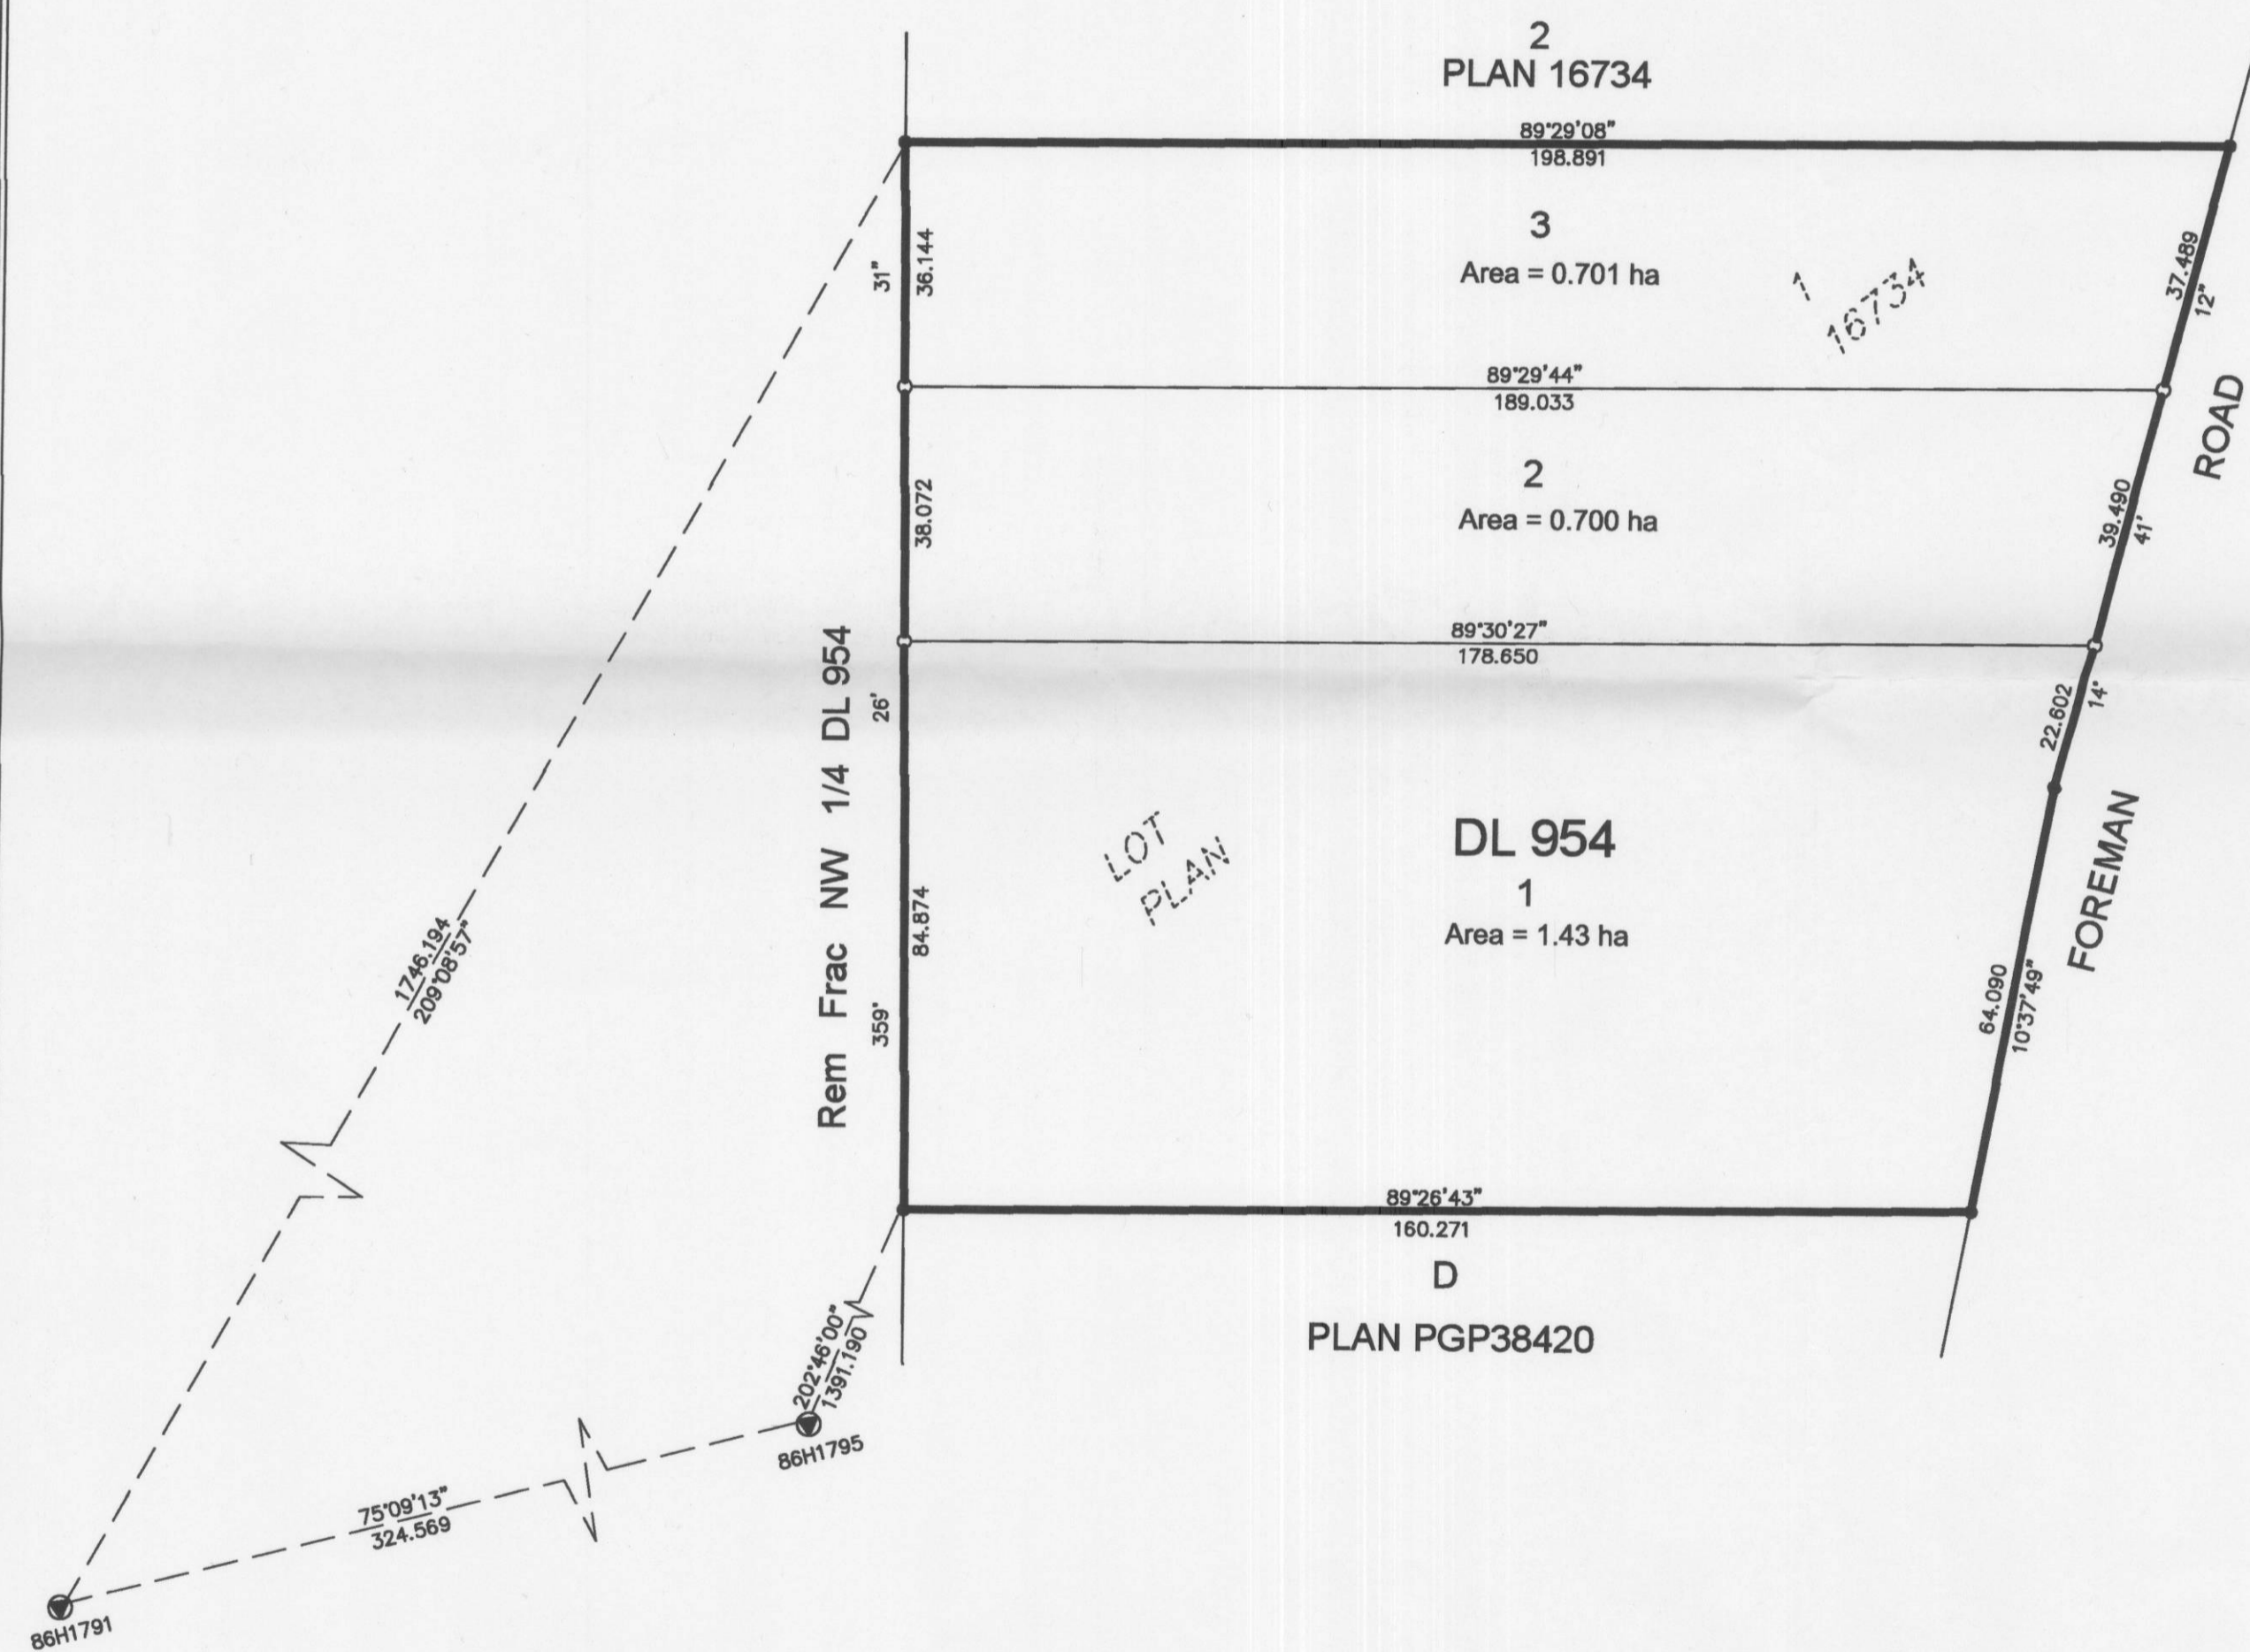 2
PLAN 16734
89°29'08"
198.891
3
Area = 0.701 ha
1
16734
31"
36.144
37.489
12"
89°29'44"
189.033
ROAD
2
Area = 0.700 ha
38.072
39.490
41'
89°30'27"
178.650
Rem Frac NW 1/4 DL 954
26'
22.602
14°
LOT
PLAN
DL 954
1
Area = 1.43 ha
FOREMAN
84.874
359°
64.090
10°37'49"
1746.194
209°08'57"
89°26'43"
160.271
D
PLAN PGP38420
202°46'00"
1391.190
86H1795
75°09'13"
324.569
86H1791